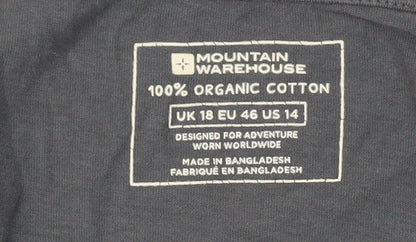 MOUNTAIN
WAREHOUSE
100% ORGANIC COTTON
UK 18 EU 46 US 14
DESIGNED FOR ADVENTURE
WORN WORLDWIDE
MADE IN BANGLADESH
FABRIQUÉ EN BANGLADESH